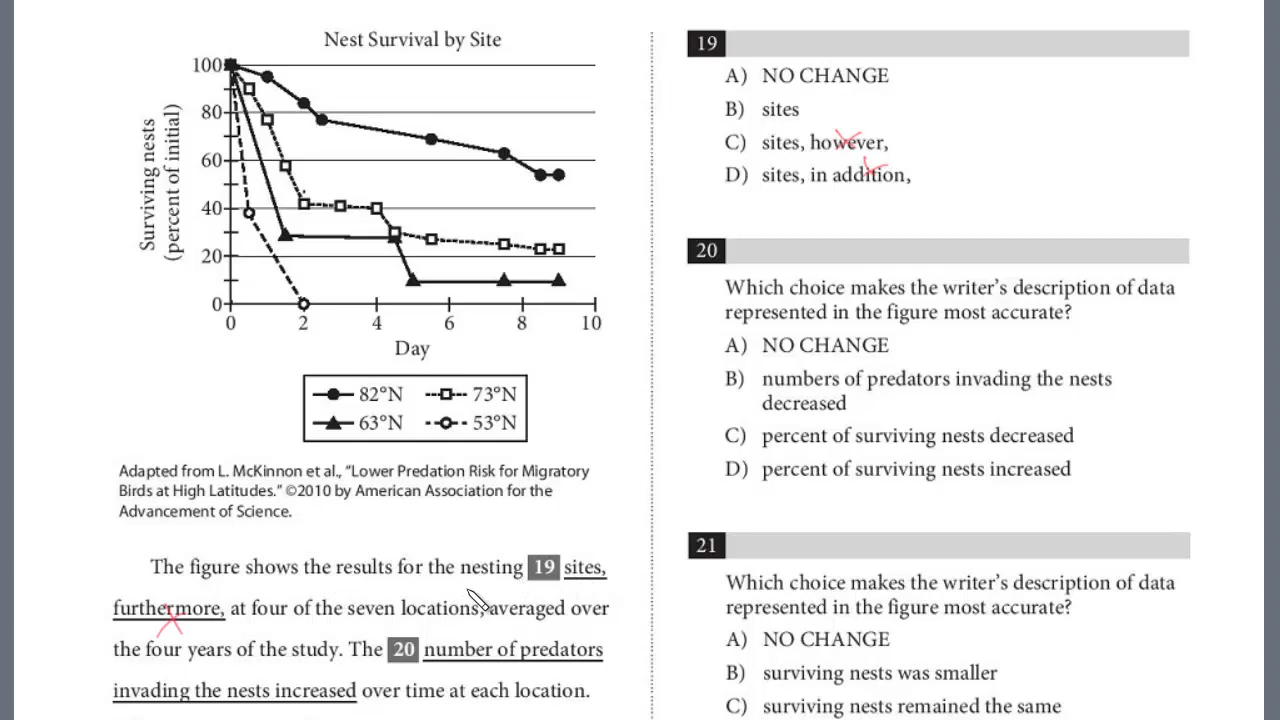 Nest Survival by Site
100
80
60
40
20
0
Surviving nests
(percent of initial)
0 2 4 6 8 10
Day
82°N 73°N
63°N 53°N
Adapted from L. McKinnon et al., “Lower Predation Risk for Migratory
Birds at High Latitudes.” ©2010 by American Association for the
Advancement of Science.
The figure shows the results for the nesting 19 sites,
furthermore, at four of the seven locations, averaged over
the four years of the study. The 20 number of predators
invading the nests increased over time at each location.
19
A) NO CHANGE
B) sites
C) sites, however,
D) sites, in addition,
20
Which choice makes the writer’s description of data
represented in the figure most accurate?
A) NO CHANGE
B) numbers of predators invading the nests
decreased
C) percent of surviving nests decreased
D) percent of surviving nests increased
21
Which choice makes the writer’s description of data
represented in the figure most accurate?
A) NO CHANGE
B) surviving nests was smaller
C) surviving nests remained the same